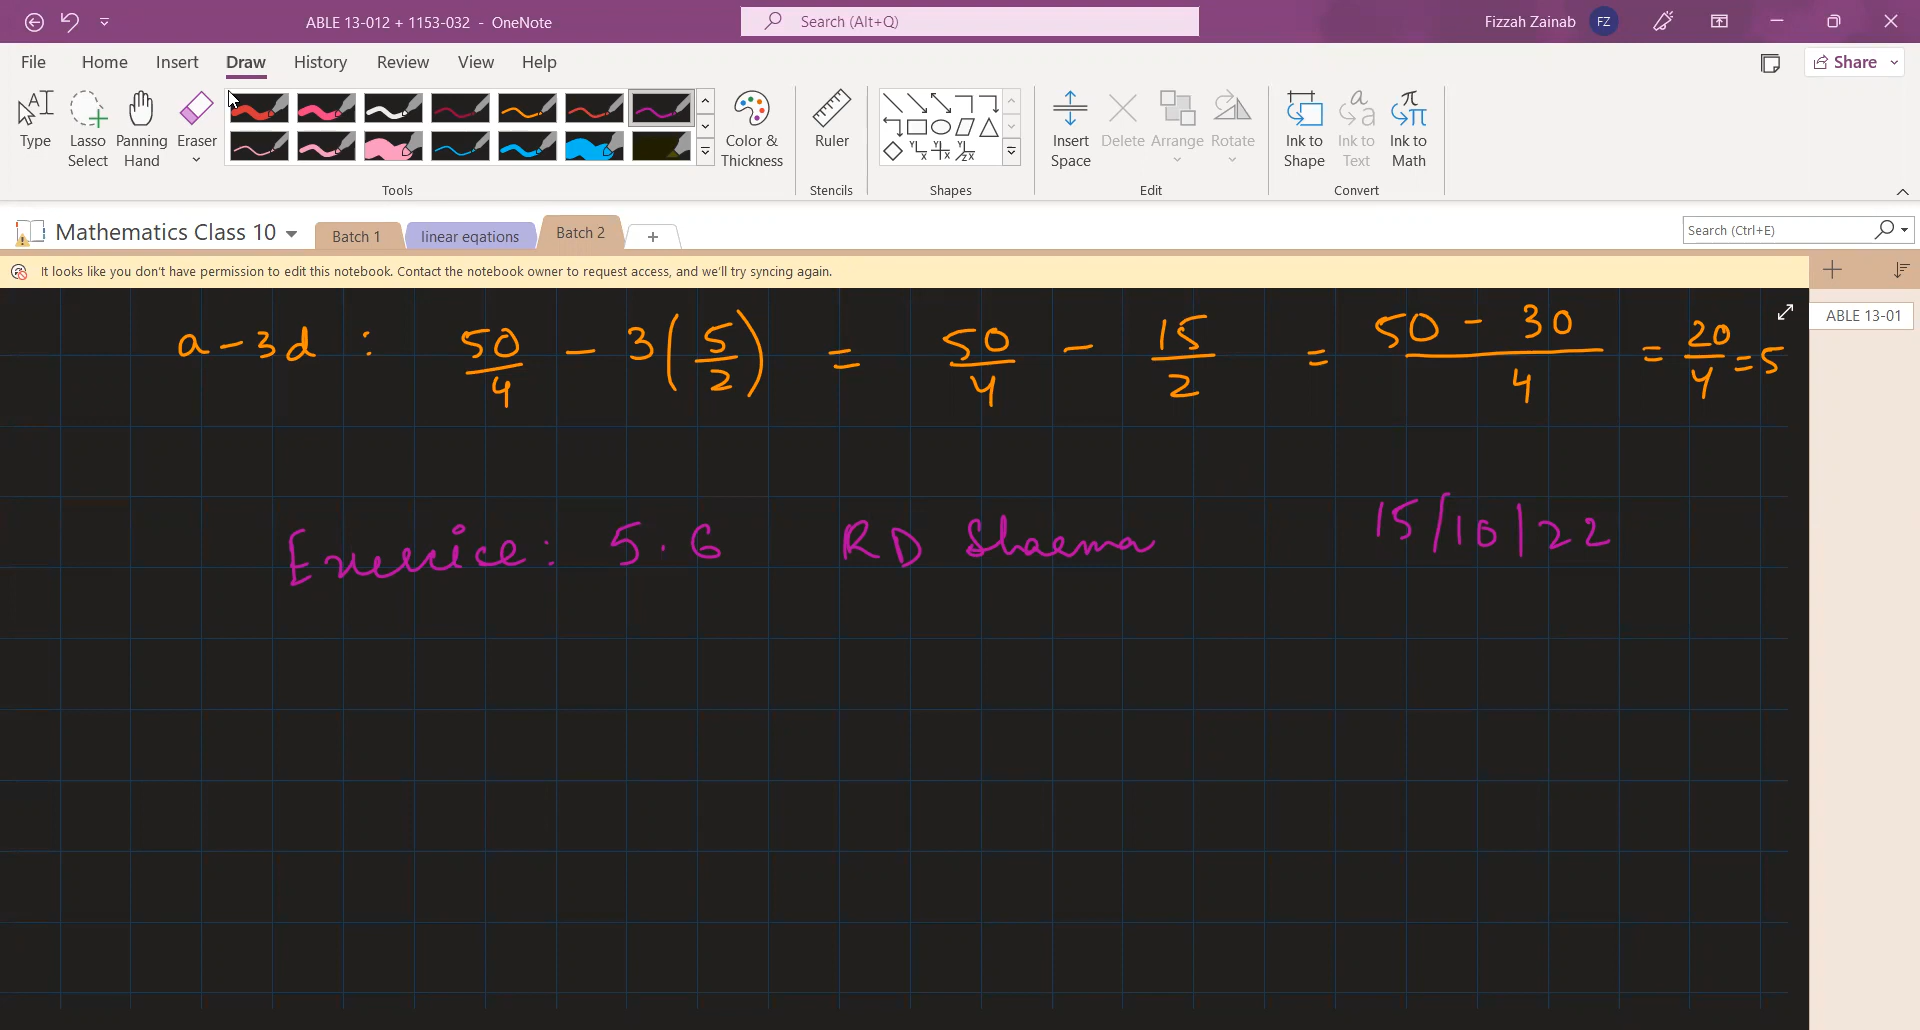 ABLE 13-012 + 1153-032 - OneNote
Search (Alt+Q)
Fizzah Zainab
FZ
File Home Insert Draw History Review View Help
Share
Type
Lasso Select
Panning Hand
Eraser
Color & Thickness
Ruler
Insert Space
Delete
Arrange
Rotate
Ink to Shape
Ink to Text
Ink to Math
Tools
Stencils
Shapes
Edit
Convert
Mathematics Class 10
Batch 1
linear eqations
Batch 2
Search (Ctrl+E)
It looks like you don't have permission to edit this notebook. Contact the notebook owner to request access, and we'll try syncing again.
ABLE 13-01
a - 3d : 50/4 - 3(5/2) = 50/4 - 15/2 = (50 - 30)/4 = 20/4 = 5
Exercice: 5.6 RD Sharma 15/10/22